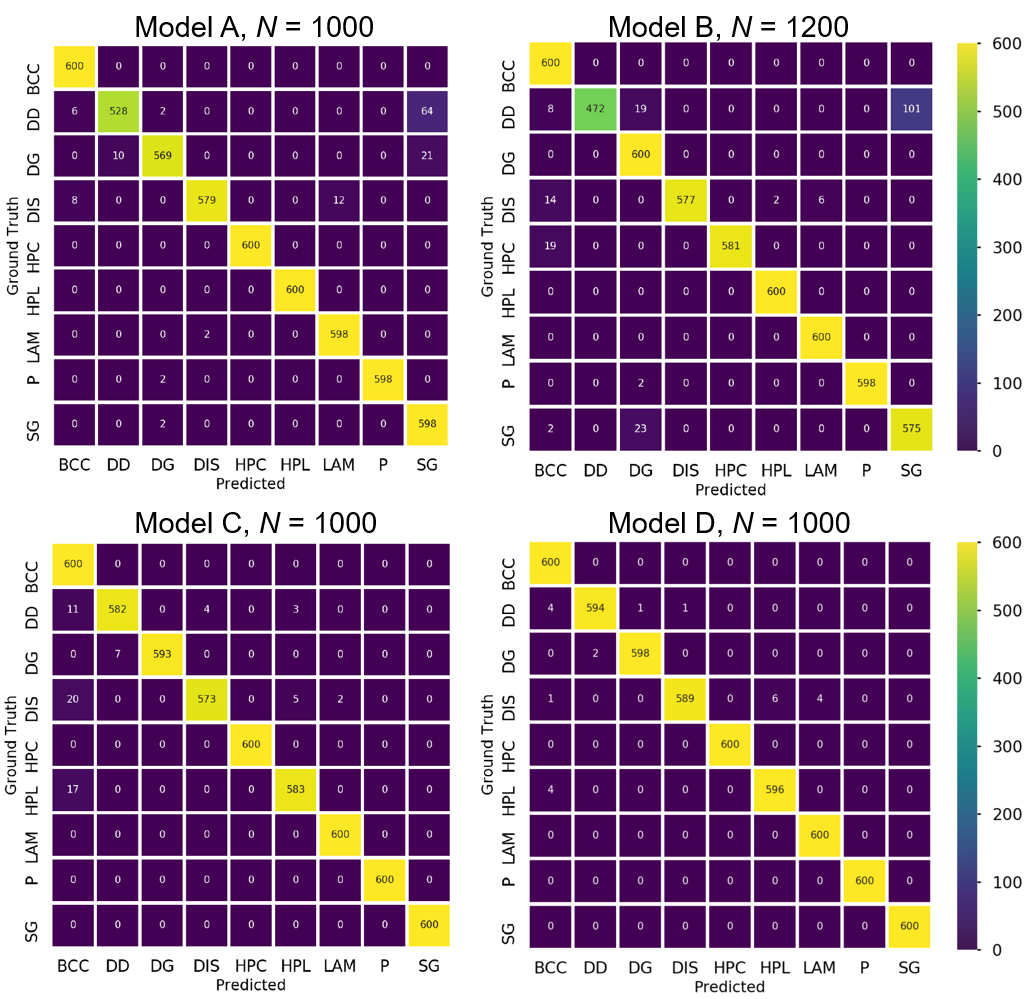 Model A, N = 1000
Ground Truth
BCC 600 0 0 0 0 0 0 0 0
DD 6 528 2 0 0 0 0 0 64
DG 0 10 569 0 0 0 0 0 21
DIS 8 0 0 579 0 0 12 0 0
HPC 0 0 0 0 600 0 0 0 0
HPL 0 0 0 0 0 600 0 0 0
LAM 0 0 0 2 0 0 598 0 0
P 0 0 2 0 0 0 0 598 0
SG 0 0 2 0 0 0 0 0 598
BCC DD DG DIS HPC HPL LAM P SG
Predicted
Model B, N = 1200
Ground Truth
BCC 600 0 0 0 0 0 0 0 0
DD 8 472 19 0 0 0 0 0 101
DG 0 0 600 0 0 0 0 0 0
DIS 14 0 0 577 0 2 6 0 0
HPC 19 0 0 0 581 0 0 0 0
HPL 0 0 0 0 0 600 0 0 0
LAM 0 0 0 0 0 0 600 0 0
P 0 0 2 0 0 0 0 598 0
SG 2 0 23 0 0 0 0 0 575
BCC DD DG DIS HPC HPL LAM P SG
Predicted
600
500
400
300
200
100
0
Model C, N = 1000
Ground Truth
BCC 600 0 0 0 0 0 0 0 0
DD 11 582 0 4 0 3 0 0 0
DG 0 7 593 0 0 0 0 0 0
DIS 20 0 0 573 0 5 2 0 0
HPC 0 0 0 0 600 0 0 0 0
HPL 17 0 0 0 0 583 0 0 0
LAM 0 0 0 0 0 0 600 0 0
P 0 0 0 0 0 0 0 600 0
SG 0 0 0 0 0 0 0 0 600
BCC DD DG DIS HPC HPL LAM P SG
Predicted
Model D, N = 1000
Ground Truth
BCC 600 0 0 0 0 0 0 0 0
DD 4 594 1 1 0 0 0 0 0
DG 0 2 598 0 0 0 0 0 0
DIS 1 0 0 589 0 6 4 0 0
HPC 0 0 0 0 600 0 0 0 0
HPL 4 0 0 0 0 596 0 0 0
LAM 0 0 0 0 0 0 600 0 0
P 0 0 0 0 0 0 0 600 0
SG 0 0 0 0 0 0 0 0 600
BCC DD DG DIS HPC HPL LAM P SG
Predicted
600
500
400
300
200
100
0